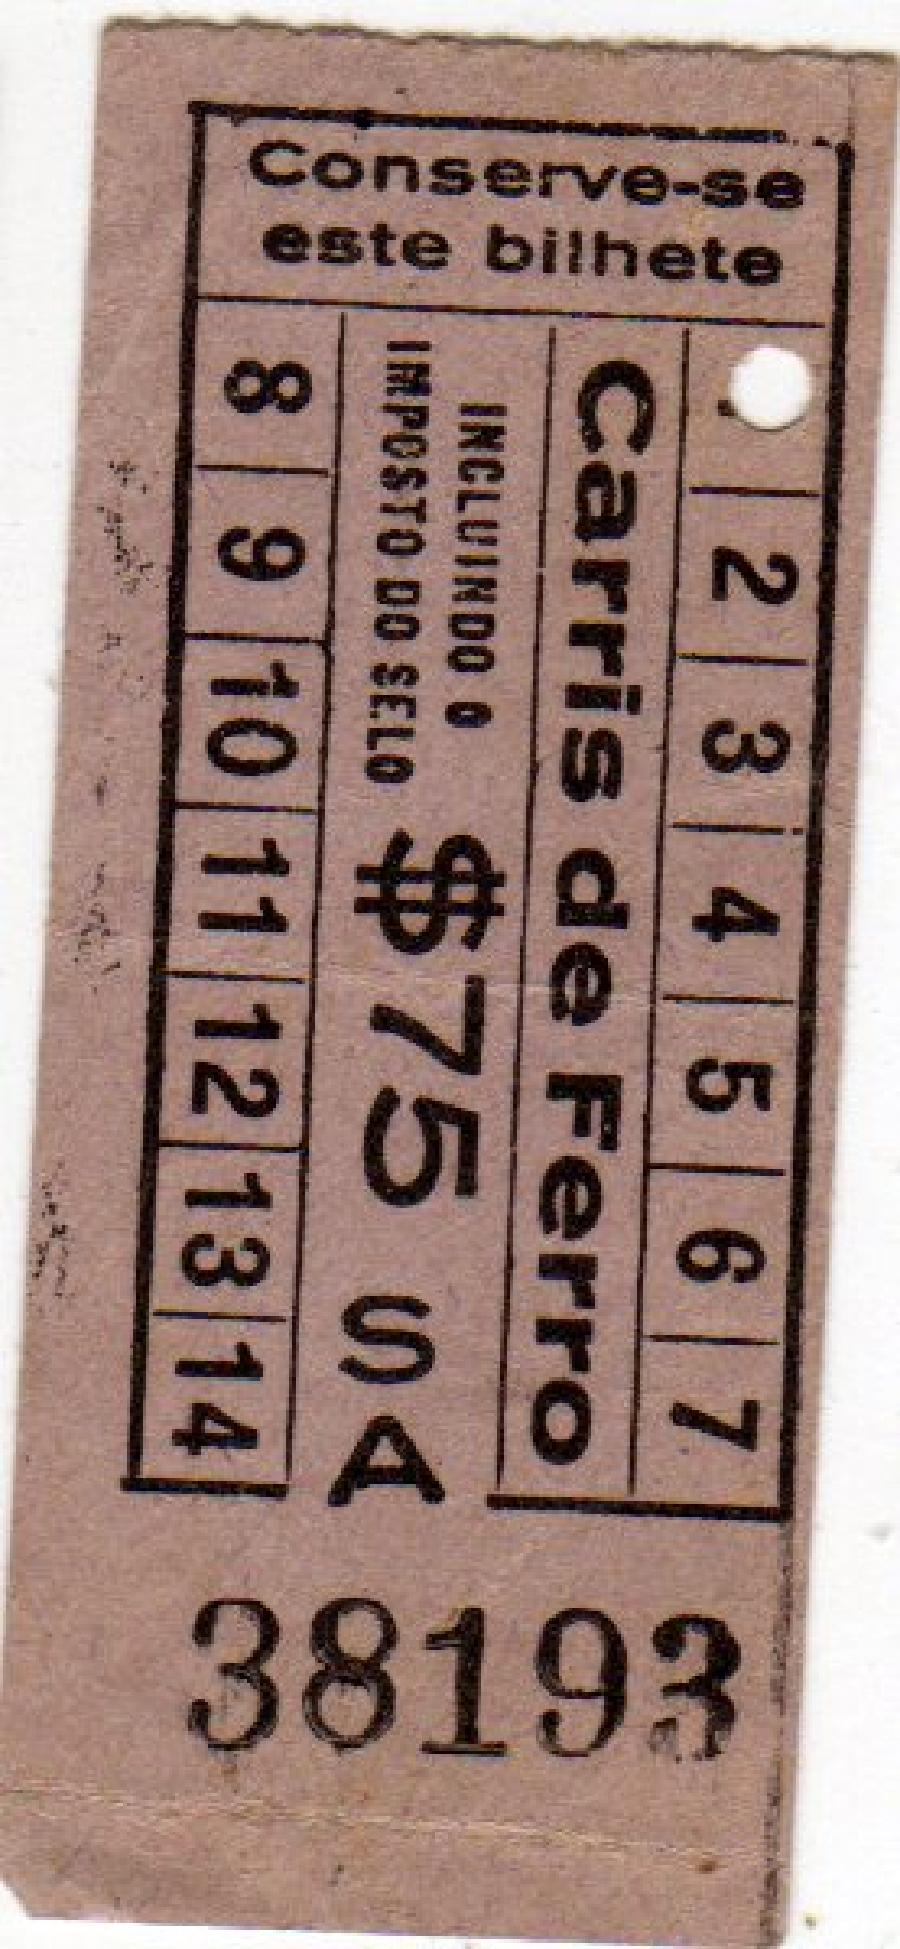 Conserve-se
este bilhete
2 3 4 5 6 7
Carris de Ferro
INCLUINDO O
IMPOSTO DO SELO
$75
S
A
8 9 10 11 12 13 14
38193